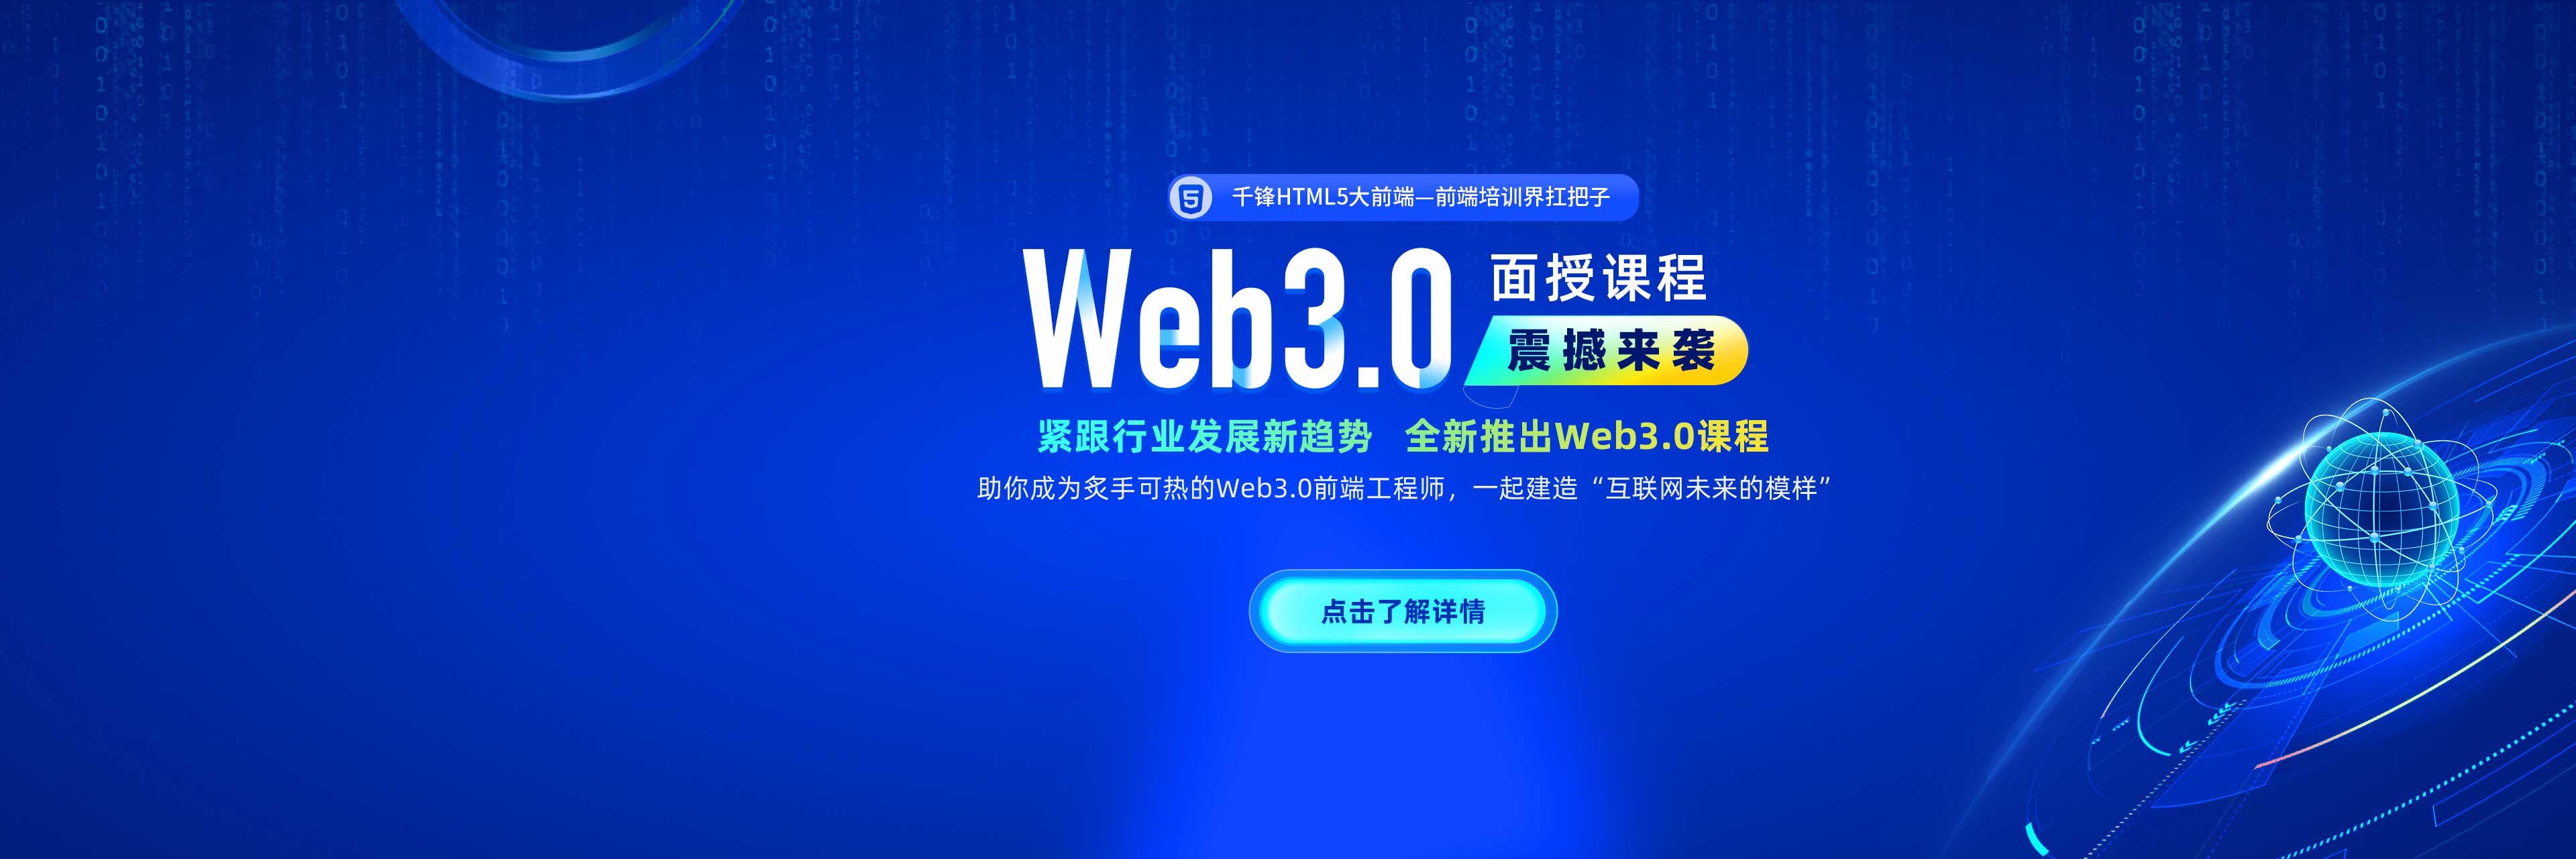 千锋HTML5大前端—前端培训界扛把子
Web3.0 面授课程
震撼来袭
紧跟行业发展新趋势 全新推出Web3.0课程
助你成为炙手可热的Web3.0前端工程师，一起建造“互联网未来的模样”
点击了解详情